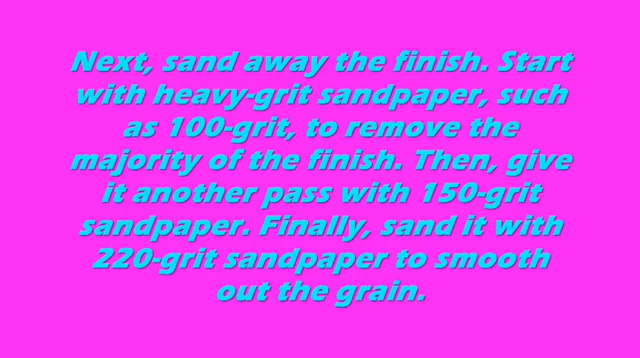 Next, sand away the finish. Start
with heavy-grit sandpaper, such
as 100-grit, to remove the
majority of the finish. Then, give
it another pass with 150-grit
sandpaper. Finally, sand it with
220-grit sandpaper to smooth
out the grain.